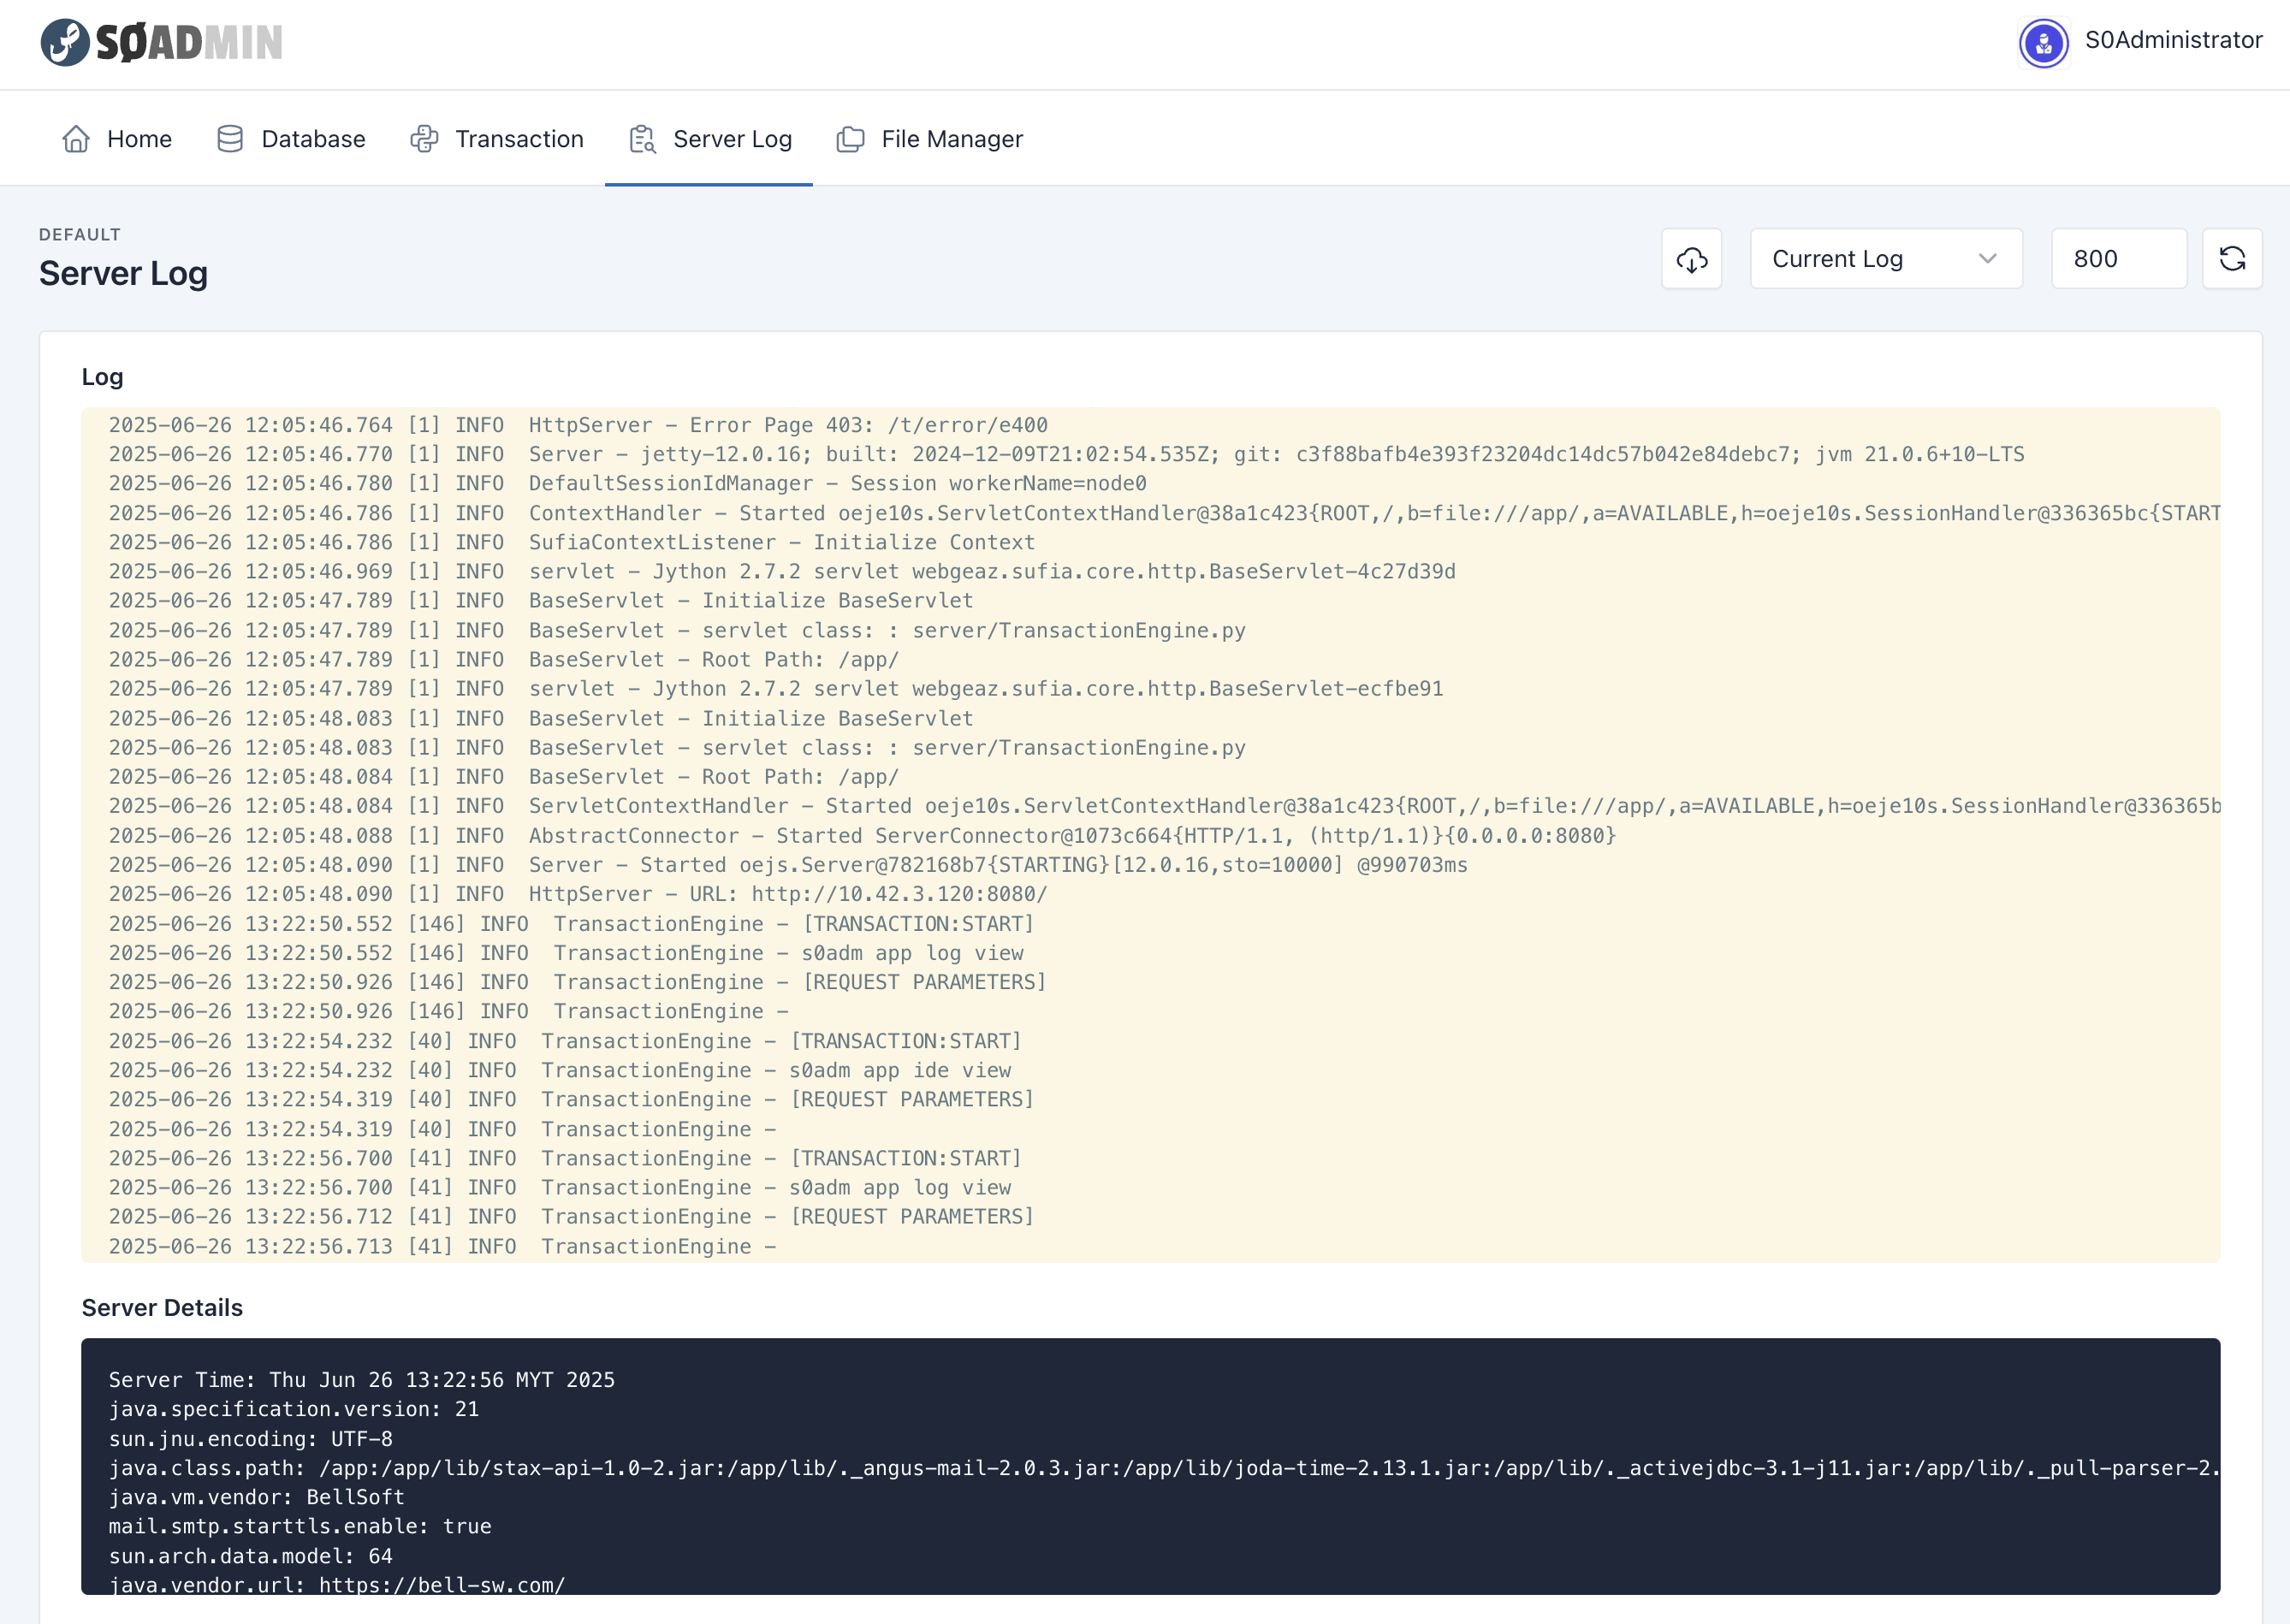 SØADMIN
S0Administrator
Home
Database
Transaction
Server Log
File Manager
DEFAULT
Server Log
Current Log
800
Log
2025-06-26 12:05:46.764 [1] INFO  HttpServer - Error Page 403: /t/error/e400
2025-06-26 12:05:46.770 [1] INFO  Server - jetty-12.0.16; built: 2024-12-09T21:02:54.535Z; git: c3f88bafb4e393f23204dc14dc57b042e84debc7; jvm 21.0.6+10-LTS
2025-06-26 12:05:46.780 [1] INFO  DefaultSessionIdManager - Session workerName=node0
2025-06-26 12:05:46.786 [1] INFO  ContextHandler - Started oeje10s.ServletContextHandler@38a1c423{ROOT,/,b=file:///app/,a=AVAILABLE,h=oeje10s.SessionHandler@336365bc{START
2025-06-26 12:05:46.786 [1] INFO  SufiaContextListener - Initialize Context
2025-06-26 12:05:46.969 [1] INFO  servlet - Jython 2.7.2 servlet webgeaz.sufia.core.http.BaseServlet-4c27d39d
2025-06-26 12:05:47.789 [1] INFO  BaseServlet - Initialize BaseServlet
2025-06-26 12:05:47.789 [1] INFO  BaseServlet - servlet class: : server/TransactionEngine.py
2025-06-26 12:05:47.789 [1] INFO  BaseServlet - Root Path: /app/
2025-06-26 12:05:47.789 [1] INFO  servlet - Jython 2.7.2 servlet webgeaz.sufia.core.http.BaseServlet-ecfbe91
2025-06-26 12:05:48.083 [1] INFO  BaseServlet - Initialize BaseServlet
2025-06-26 12:05:48.083 [1] INFO  BaseServlet - servlet class: : server/TransactionEngine.py
2025-06-26 12:05:48.084 [1] INFO  BaseServlet - Root Path: /app/
2025-06-26 12:05:48.084 [1] INFO  ServletContextHandler - Started oeje10s.ServletContextHandler@38a1c423{ROOT,/,b=file:///app/,a=AVAILABLE,h=oeje10s.SessionHandler@336365b
2025-06-26 12:05:48.088 [1] INFO  AbstractConnector - Started ServerConnector@1073c664{HTTP/1.1, (http/1.1)}{0.0.0.0:8080}
2025-06-26 12:05:48.090 [1] INFO  Server - Started oejs.Server@782168b7{STARTING}[12.0.16,sto=10000] @990703ms
2025-06-26 12:05:48.090 [1] INFO  HttpServer - URL: http://10.42.3.120:8080/
2025-06-26 13:22:50.552 [146] INFO  TransactionEngine - [TRANSACTION:START]
2025-06-26 13:22:50.552 [146] INFO  TransactionEngine - s0adm app log view
2025-06-26 13:22:50.926 [146] INFO  TransactionEngine - [REQUEST PARAMETERS]
2025-06-26 13:22:50.926 [146] INFO  TransactionEngine -
2025-06-26 13:22:54.232 [40] INFO  TransactionEngine - [TRANSACTION:START]
2025-06-26 13:22:54.232 [40] INFO  TransactionEngine - s0adm app ide view
2025-06-26 13:22:54.319 [40] INFO  TransactionEngine - [REQUEST PARAMETERS]
2025-06-26 13:22:54.319 [40] INFO  TransactionEngine -
2025-06-26 13:22:56.700 [41] INFO  TransactionEngine - [TRANSACTION:START]
2025-06-26 13:22:56.700 [41] INFO  TransactionEngine - s0adm app log view
2025-06-26 13:22:56.712 [41] INFO  TransactionEngine - [REQUEST PARAMETERS]
2025-06-26 13:22:56.713 [41] INFO  TransactionEngine -
Server Details
Server Time: Thu Jun 26 13:22:56 MYT 2025
java.specification.version: 21
sun.jnu.encoding: UTF-8
java.class.path: /app:/app/lib/stax-api-1.0-2.jar:/app/lib/._angus-mail-2.0.3.jar:/app/lib/joda-time-2.13.1.jar:/app/lib/._activejdbc-3.1-j11.jar:/app/lib/._pull-parser-2.
java.vm.vendor: BellSoft
mail.smtp.starttls.enable: true
sun.arch.data.model: 64
java.vendor.url: https://bell-sw.com/